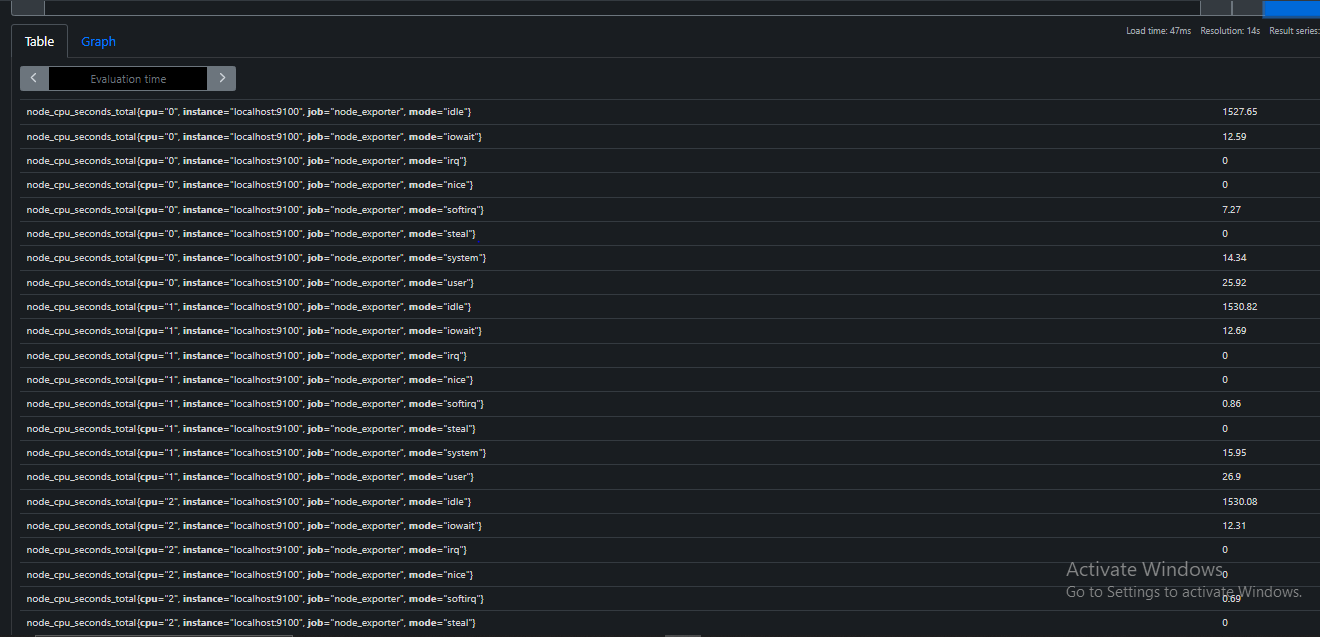 Load time: 47ms Resolution: 14s Result series:
Table Graph
Evaluation time
node_cpu_seconds_total{cpu="0", instance="localhost:9100", job="node_exporter", mode="idle"} 1527.65
node_cpu_seconds_total{cpu="0", instance="localhost:9100", job="node_exporter", mode="iowait"} 12.59
node_cpu_seconds_total{cpu="0", instance="localhost:9100", job="node_exporter", mode="irq"} 0
node_cpu_seconds_total{cpu="0", instance="localhost:9100", job="node_exporter", mode="nice"} 0
node_cpu_seconds_total{cpu="0", instance="localhost:9100", job="node_exporter", mode="softirq"} 7.27
node_cpu_seconds_total{cpu="0", instance="localhost:9100", job="node_exporter", mode="steal"} 0
node_cpu_seconds_total{cpu="0", instance="localhost:9100", job="node_exporter", mode="system"} 14.34
node_cpu_seconds_total{cpu="0", instance="localhost:9100", job="node_exporter", mode="user"} 25.92
node_cpu_seconds_total{cpu="1", instance="localhost:9100", job="node_exporter", mode="idle"} 1530.82
node_cpu_seconds_total{cpu="1", instance="localhost:9100", job="node_exporter", mode="iowait"} 12.69
node_cpu_seconds_total{cpu="1", instance="localhost:9100", job="node_exporter", mode="irq"} 0
node_cpu_seconds_total{cpu="1", instance="localhost:9100", job="node_exporter", mode="nice"} 0
node_cpu_seconds_total{cpu="1", instance="localhost:9100", job="node_exporter", mode="softirq"} 0.86
node_cpu_seconds_total{cpu="1", instance="localhost:9100", job="node_exporter", mode="steal"} 0
node_cpu_seconds_total{cpu="1", instance="localhost:9100", job="node_exporter", mode="system"} 15.95
node_cpu_seconds_total{cpu="1", instance="localhost:9100", job="node_exporter", mode="user"} 26.9
node_cpu_seconds_total{cpu="2", instance="localhost:9100", job="node_exporter", mode="idle"} 1530.08
node_cpu_seconds_total{cpu="2", instance="localhost:9100", job="node_exporter", mode="iowait"} 12.31
node_cpu_seconds_total{cpu="2", instance="localhost:9100", job="node_exporter", mode="irq"} 0
node_cpu_seconds_total{cpu="2", instance="localhost:9100", job="node_exporter", mode="nice"} 0
node_cpu_seconds_total{cpu="2", instance="localhost:9100", job="node_exporter", mode="softirq"} 0.69
node_cpu_seconds_total{cpu="2", instance="localhost:9100", job="node_exporter", mode="steal"} 0
Activate Windows
Go to Settings to activate Windows.